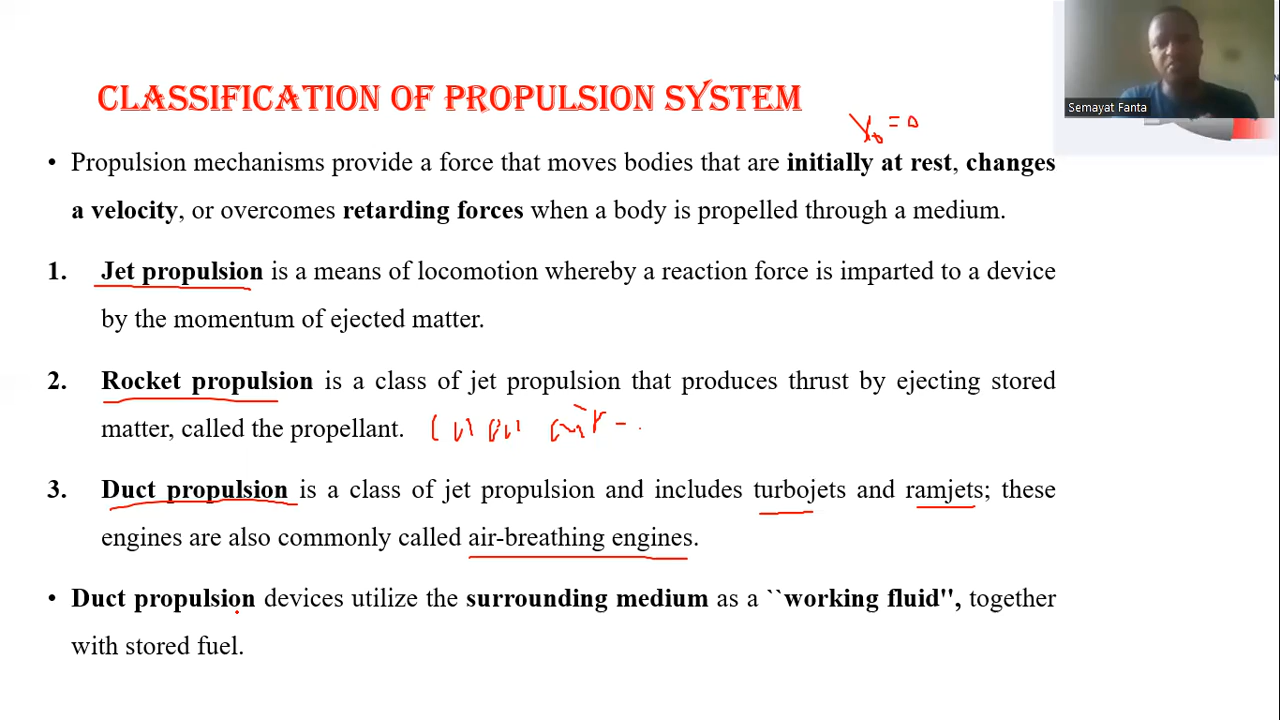 Semayat Fanta
CLASSIFICATION OF PROPULSION SYSTEM
V₀ = 0
• Propulsion mechanisms provide a force that moves bodies that are initially at rest, changes
a velocity, or overcomes retarding forces when a body is propelled through a medium.
1. Jet propulsion is a means of locomotion whereby a reaction force is imparted to a device
by the momentum of ejected matter.
2. Rocket propulsion is a class of jet propulsion that produces thrust by ejecting stored
matter, called the propellant. air -
3. Duct propulsion is a class of jet propulsion and includes turbojets and ramjets; these
engines are also commonly called air-breathing engines.
• Duct propulsion devices utilize the surrounding medium as a ``working fluid'', together
with stored fuel.